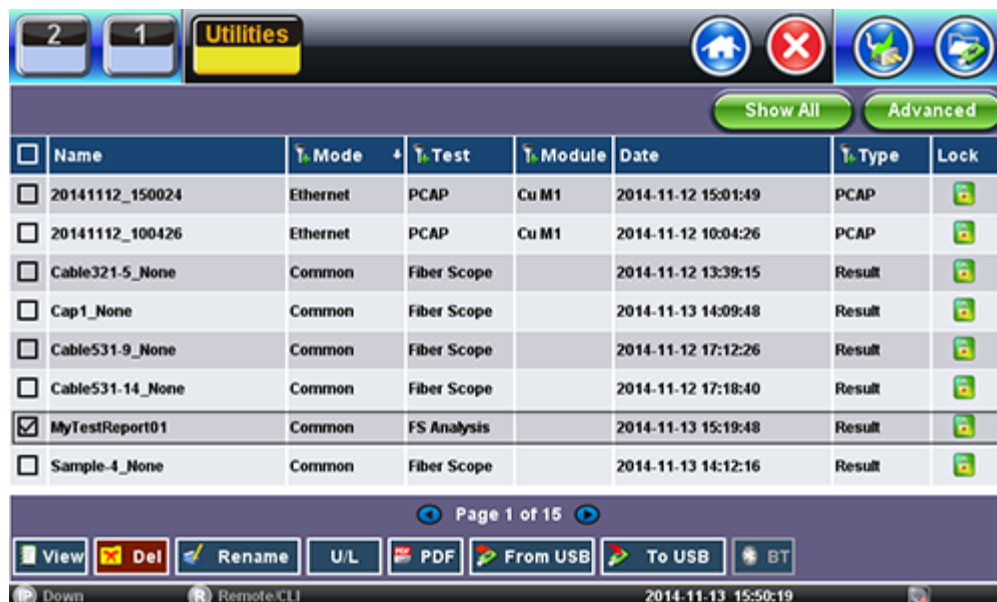 2 1 Utilities
Show All Advanced
Name Mode Test Module Date Type Lock
20141112_150024 Ethernet PCAP Cu M1 2014-11-12 15:01:49 PCAP
20141112_100426 Ethernet PCAP Cu M1 2014-11-12 10:04:26 PCAP
Cable321-5_None Common Fiber Scope 2014-11-12 13:39:15 Result
Cap1_None Common Fiber Scope 2014-11-13 14:09:48 Result
Cable531-9_None Common Fiber Scope 2014-11-12 17:12:26 Result
Cable531-14_None Common Fiber Scope 2014-11-12 17:18:40 Result
MyTestReport01 Common FS Analysis 2014-11-13 15:19:48 Result
Sample-4_None Common Fiber Scope 2014-11-13 14:12:16 Result
Page 1 of 15
View Del Rename U/L PDF From USB To USB BT
IP Down R Remote/CLI 2014-11-13 15:50:19